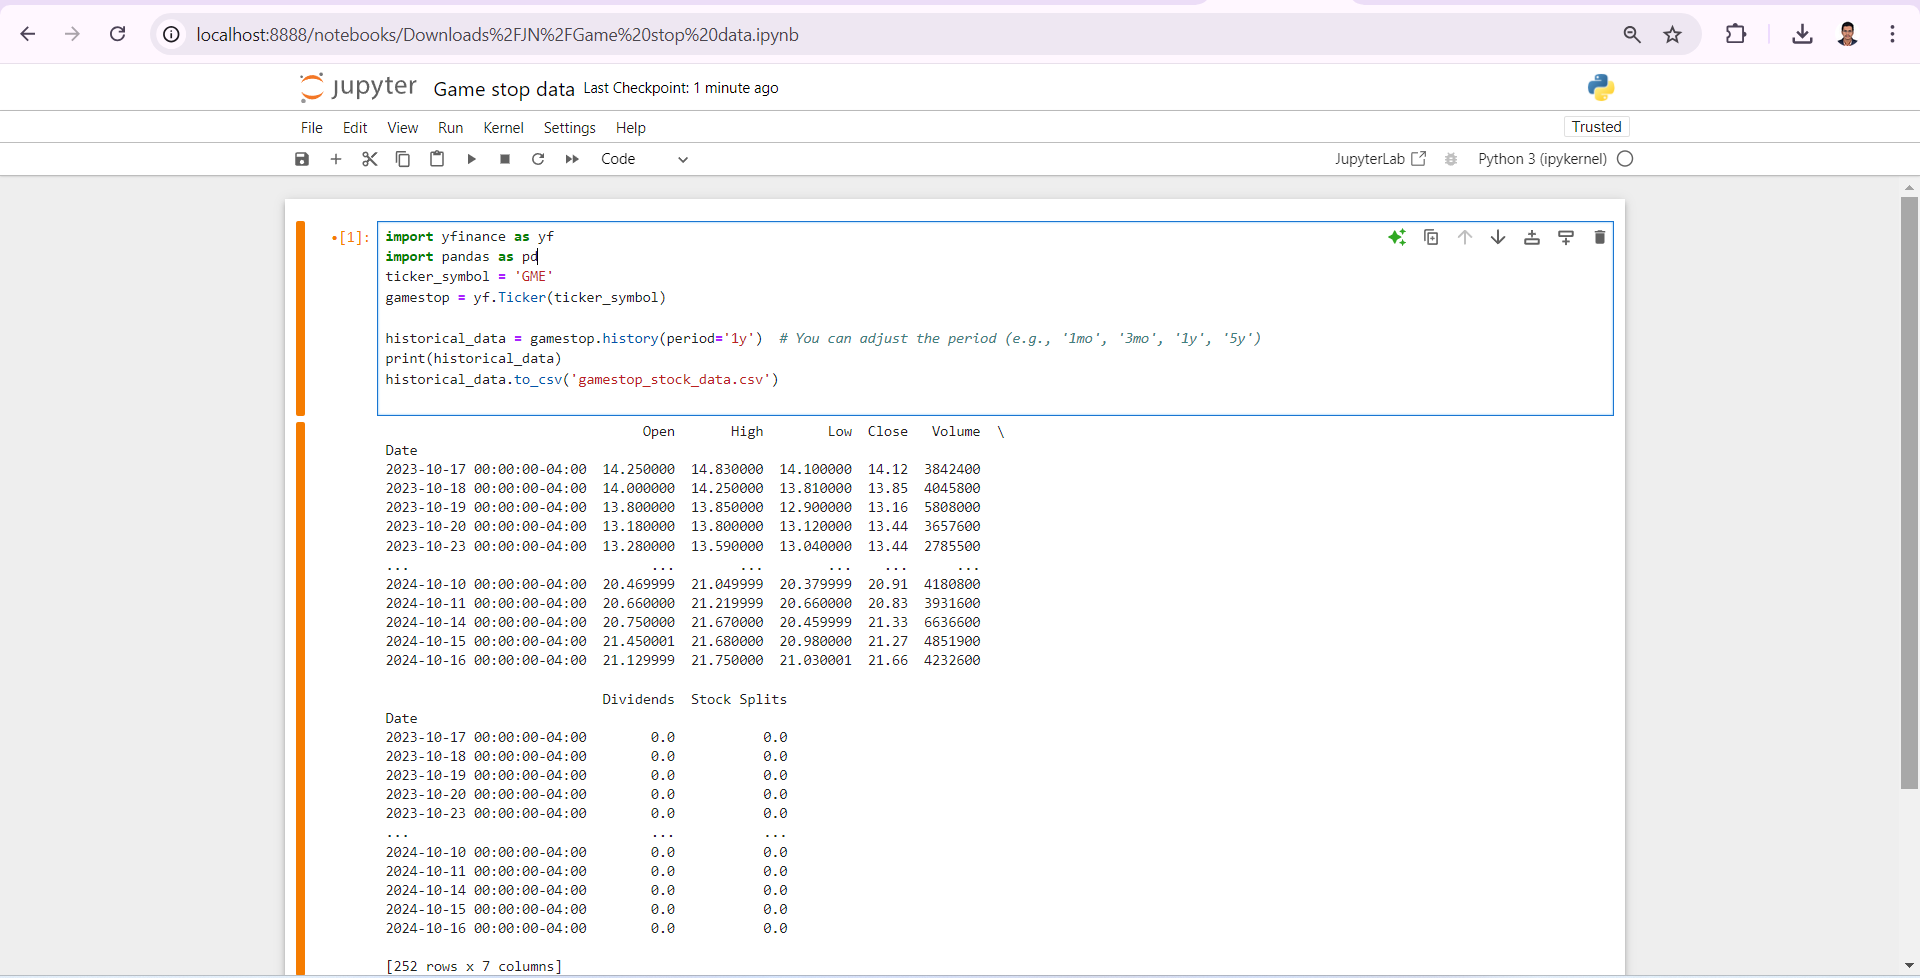 localhost:8888/notebooks/Downloads%2FJN%2FGame%20stop%20data.ipynb
jupyter Game stop data Last Checkpoint: 1 minute ago
File Edit View Run Kernel Settings Help Trusted
Code JupyterLab Python 3 (ipykernel)
[1]: import yfinance as yf
import pandas as pd
ticker_symbol = 'GME'
gamestop = yf.Ticker(ticker_symbol)
historical_data = gamestop.history(period='1y')  # You can adjust the period (e.g., '1mo', '3mo', '1y', '5y')
print(historical_data)
historical_data.to_csv('gamestop_stock_data.csv')
Open High Low Close Volume \
Date
2023-10-17 00:00:00-04:00 14.250000 14.830000 14.100000 14.12 3842400
2023-10-18 00:00:00-04:00 14.000000 14.250000 13.810000 13.85 4045800
2023-10-19 00:00:00-04:00 13.800000 13.850000 12.900000 13.16 5808000
2023-10-20 00:00:00-04:00 13.180000 13.800000 13.120000 13.44 3657600
2023-10-23 00:00:00-04:00 13.280000 13.590000 13.040000 13.44 2785500
... ... ... ... ... ...
2024-10-10 00:00:00-04:00 20.469999 21.049999 20.379999 20.91 4180800
2024-10-11 00:00:00-04:00 20.660000 21.219999 20.660000 20.83 3931600
2024-10-14 00:00:00-04:00 20.750000 21.670000 20.459999 21.33 6636600
2024-10-15 00:00:00-04:00 21.450001 21.680000 20.980000 21.27 4851900
2024-10-16 00:00:00-04:00 21.129999 21.750000 21.030001 21.66 4232600
Dividends Stock Splits
Date
2023-10-17 00:00:00-04:00 0.0 0.0
2023-10-18 00:00:00-04:00 0.0 0.0
2023-10-19 00:00:00-04:00 0.0 0.0
2023-10-20 00:00:00-04:00 0.0 0.0
2023-10-23 00:00:00-04:00 0.0 0.0
... ... ...
2024-10-10 00:00:00-04:00 0.0 0.0
2024-10-11 00:00:00-04:00 0.0 0.0
2024-10-14 00:00:00-04:00 0.0 0.0
2024-10-15 00:00:00-04:00 0.0 0.0
2024-10-16 00:00:00-04:00 0.0 0.0
[252 rows x 7 columns]